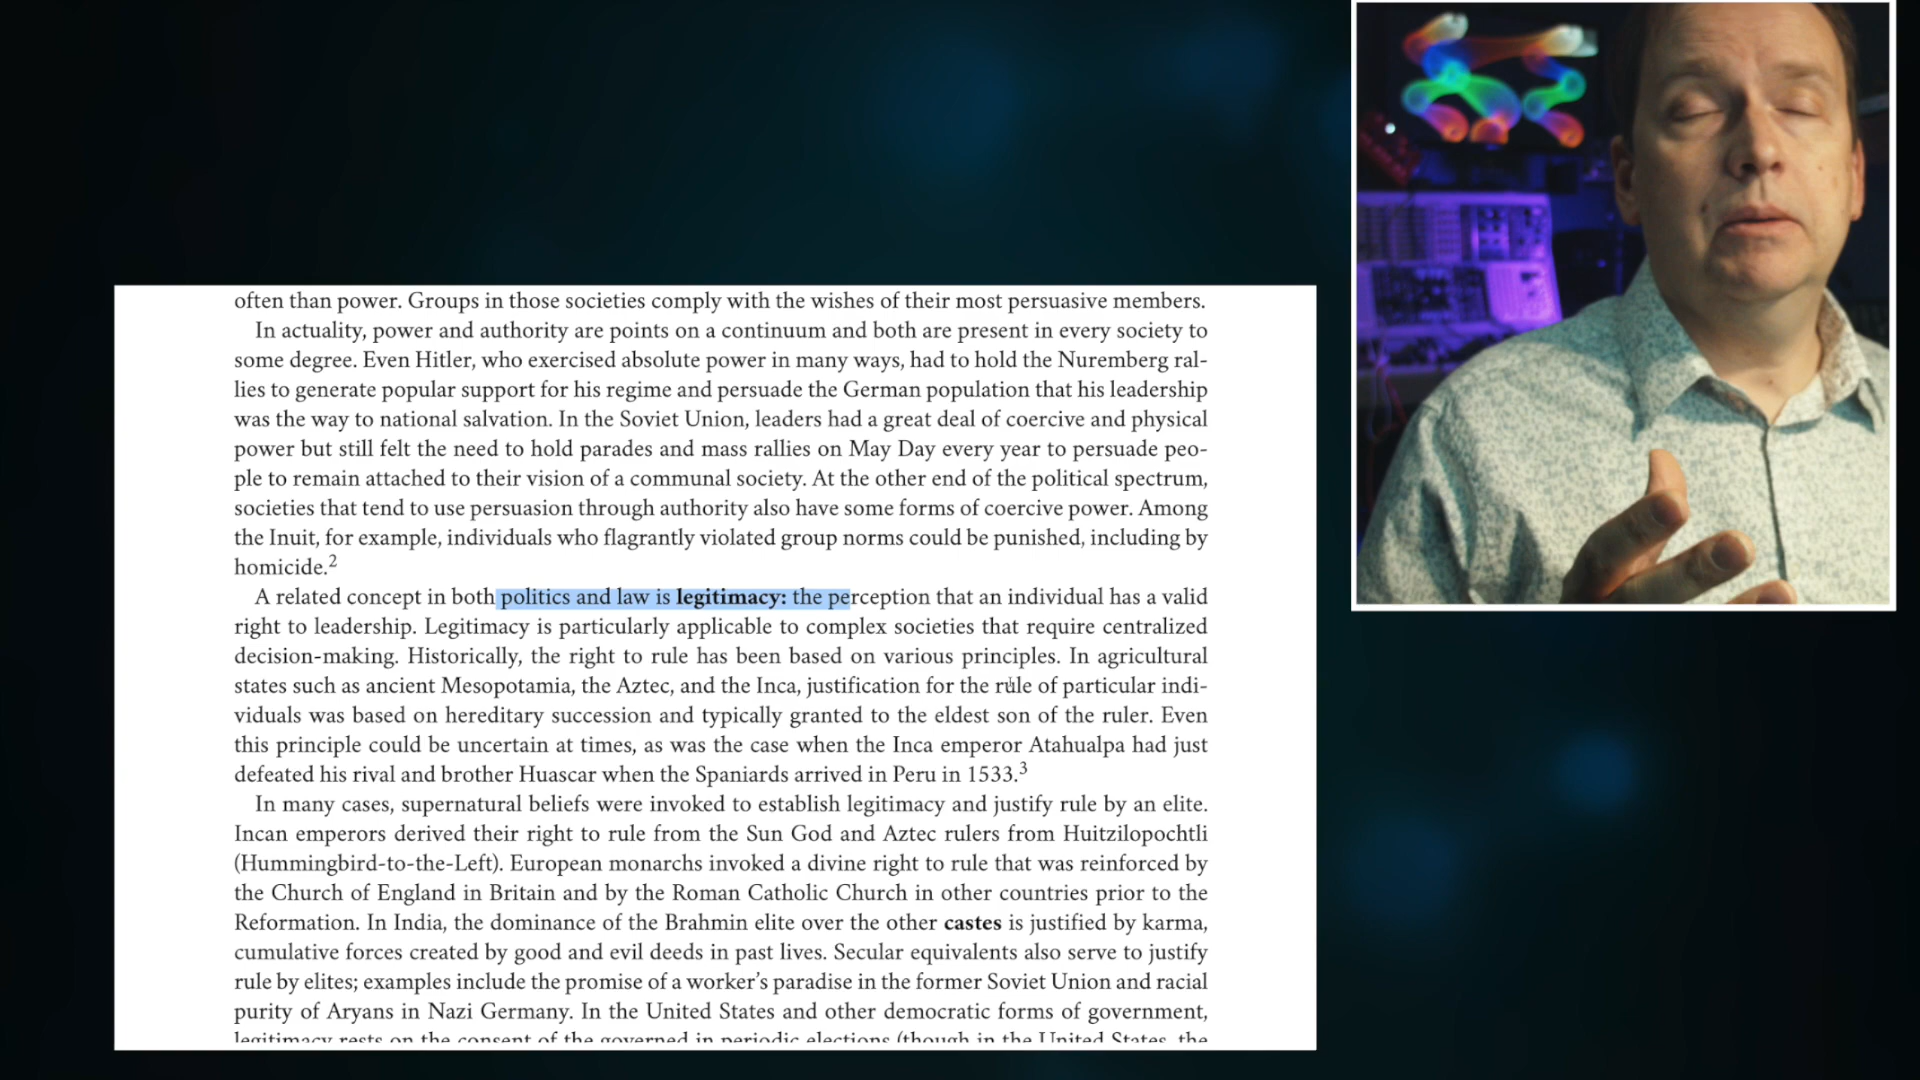 often than power. Groups in those societies comply with the wishes of their most persuasive members.
In actuality, power and authority are points on a continuum and both are present in every society to
some degree. Even Hitler, who exercised absolute power in many ways, had to hold the Nuremberg ral-
lies to generate popular support for his regime and persuade the German population that his leadership
was the way to national salvation. In the Soviet Union, leaders had a great deal of coercive and physical
power but still felt the need to hold parades and mass rallies on May Day every year to persuade peo-
ple to remain attached to their vision of a communal society. At the other end of the political spectrum,
societies that tend to use persuasion through authority also have some forms of coercive power. Among
the Inuit, for example, individuals who flagrantly violated group norms could be punished, including by
homicide.2
A related concept in both politics and law is legitimacy: the perception that an individual has a valid
right to leadership. Legitimacy is particularly applicable to complex societies that require centralized
decision-making. Historically, the right to rule has been based on various principles. In agricultural
states such as ancient Mesopotamia, the Aztec, and the Inca, justification for the rule of particular indi-
viduals was based on hereditary succession and typically granted to the eldest son of the ruler. Even
this principle could be uncertain at times, as was the case when the Inca emperor Atahualpa had just
defeated his rival and brother Huascar when the Spaniards arrived in Peru in 1533.3
In many cases, supernatural beliefs were invoked to establish legitimacy and justify rule by an elite.
Incan emperors derived their right to rule from the Sun God and Aztec rulers from Huitzilopochtli
(Hummingbird-to-the-Left). European monarchs invoked a divine right to rule that was reinforced by
the Church of England in Britain and by the Roman Catholic Church in other countries prior to the
Reformation. In India, the dominance of the Brahmin elite over the other castes is justified by karma,
cumulative forces created by good and evil deeds in past lives. Secular equivalents also serve to justify
rule by elites; examples include the promise of a worker's paradise in the former Soviet Union and racial
purity of Aryans in Nazi Germany. In the United States and other democratic forms of government,
legitimacy rests on the consent of the governed in periodic elections (though in the United States, the